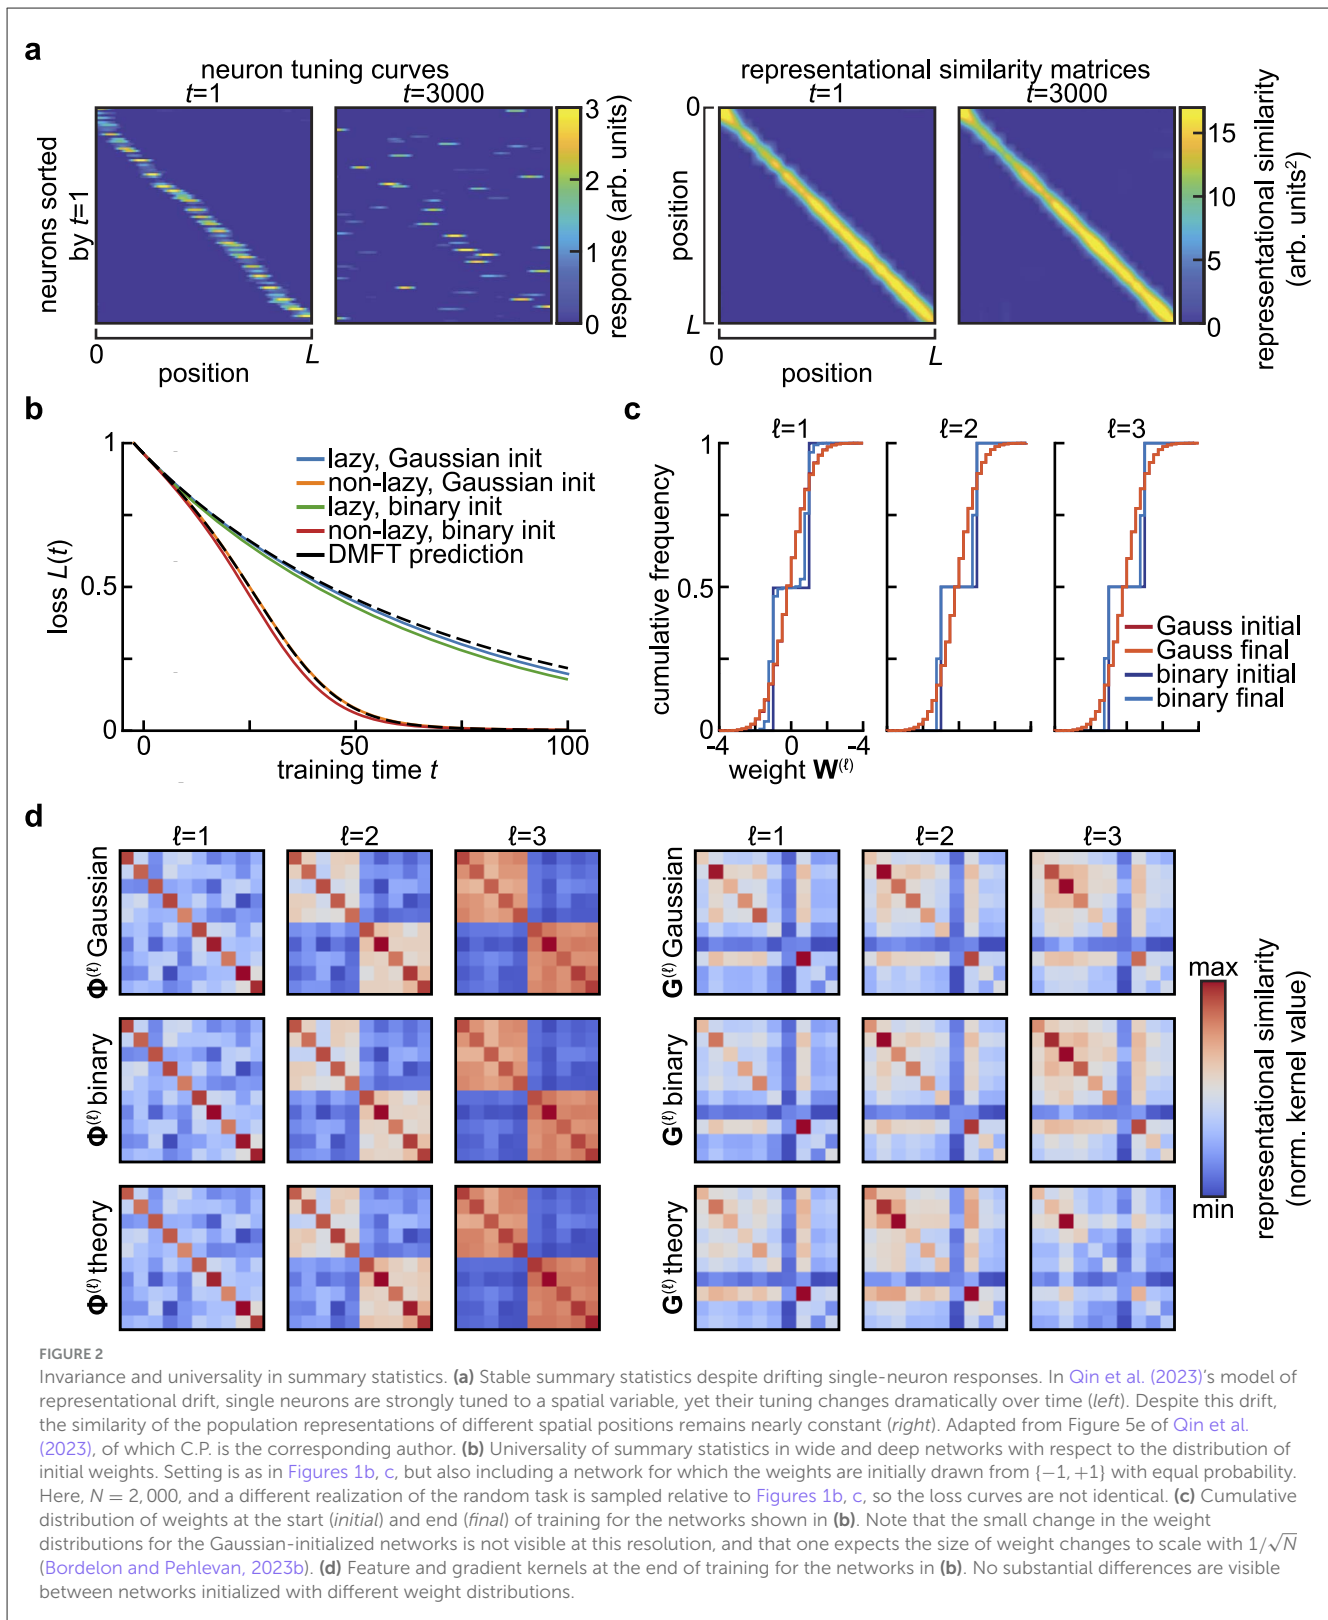 a
neuron tuning curves
t=1
t=3000
neurons sorted
by t=1
0
L
position
3
2
1
0
response (arb. units)
representational similarity matrices
t=1
t=3000
0
position
L
0
L
position
15
10
5
0
representational similarity
(arb. units²)
b
1
0.5
0
loss L(t)
lazy, Gaussian init
non-lazy, Gaussian init
lazy, binary init
non-lazy, binary init
DMFT prediction
0
50
100
training time t
c
ℓ=1
ℓ=2
ℓ=3
1
0.5
0
cumulative frequency
-4
0
-4
weight W⁽ℓ⁾
Gauss initial
Gauss final
binary initial
binary final
d
ℓ=1
ℓ=2
ℓ=3
Φ⁽ℓ⁾ Gaussian
Φ⁽ℓ⁾ binary
Φ⁽ℓ⁾ theory
ℓ=1
ℓ=2
ℓ=3
G⁽ℓ⁾ Gaussian
G⁽ℓ⁾ binary
G⁽ℓ⁾ theory
max
min
representational similarity
(norm. kernel value)
FIGURE 2
Invariance and universality in summary statistics. (a) Stable summary statistics despite drifting single-neuron responses. In Qin et al. (2023)'s model of
representational drift, single neurons are strongly tuned to a spatial variable, yet their tuning changes dramatically over time (left). Despite this drift,
the similarity of the population representations of different spatial positions remains nearly constant (right). Adapted from Figure 5e of Qin et al.
(2023), of which C.P. is the corresponding author. (b) Universality of summary statistics in wide and deep networks with respect to the distribution of
initial weights. Setting is as in Figures 1b, c, but also including a network for which the weights are initially drawn from {−1, +1} with equal probability.
Here, N = 2, 000, and a different realization of the random task is sampled relative to Figures 1b, c, so the loss curves are not identical. (c) Cumulative
distribution of weights at the start (initial) and end (final) of training for the networks shown in (b). Note that the small change in the weight
distributions for the Gaussian-initialized networks is not visible at this resolution, and that one expects the size of weight changes to scale with 1/√N
(Bordelon and Pehlevan, 2023b). (d) Feature and gradient kernels at the end of training for the networks in (b). No substantial differences are visible
between networks initialized with different weight distributions.